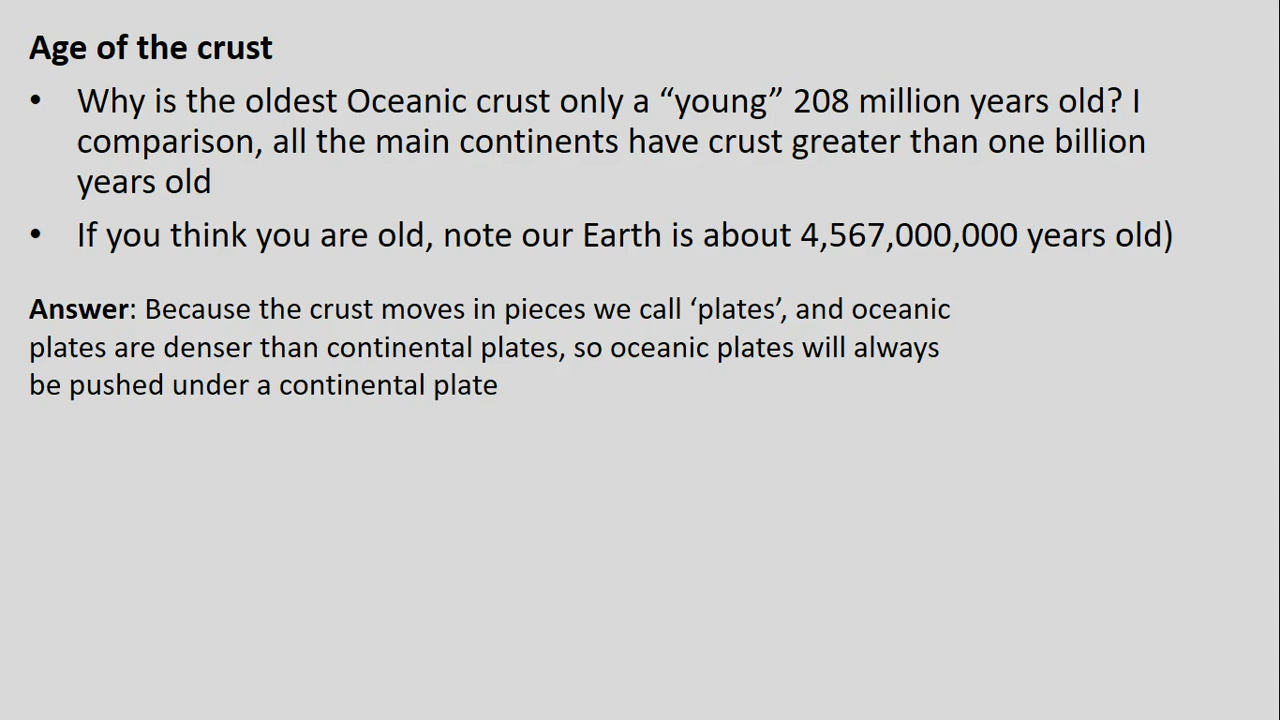 Age of the crust
• Why is the oldest Oceanic crust only a “young” 208 million years old? I
comparison, all the main continents have crust greater than one billion
years old
• If you think you are old, note our Earth is about 4,567,000,000 years old)
Answer: Because the crust moves in pieces we call ‘plates’, and oceanic
plates are denser than continental plates, so oceanic plates will always
be pushed under a continental plate